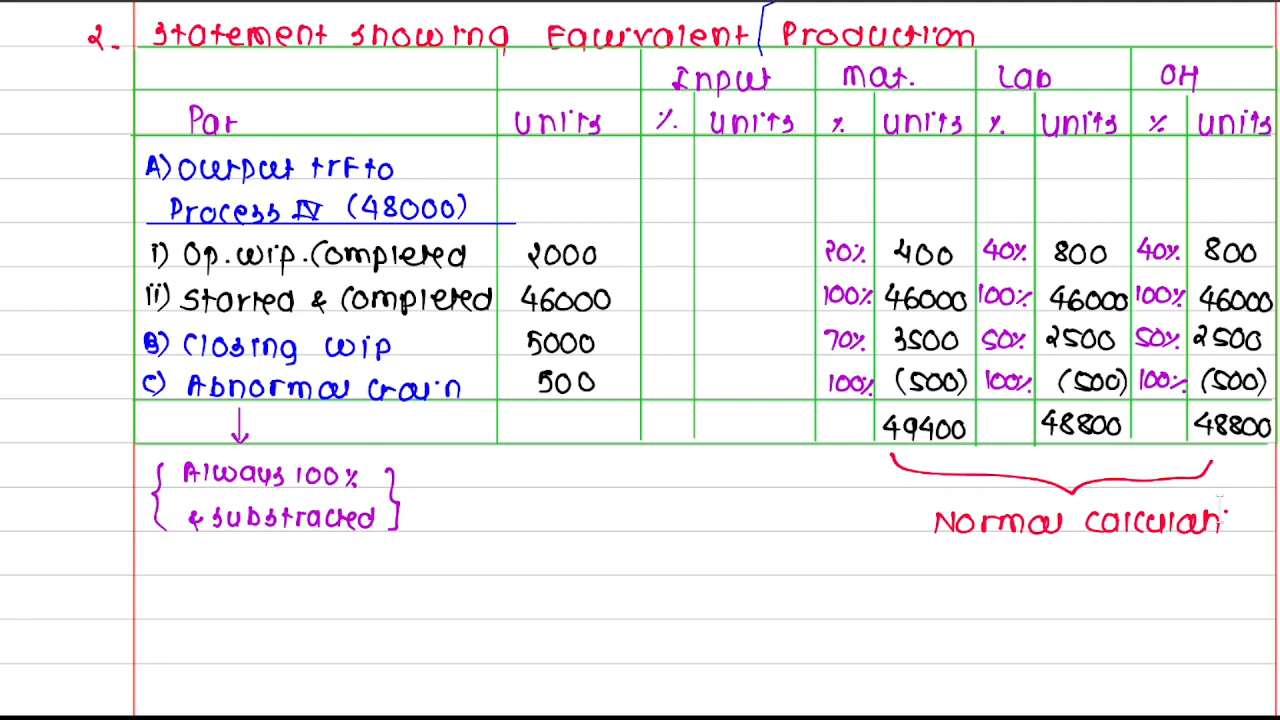 2. Statement Showing Equivalent Production
Input Mat. Lab OH
Par Units % Units % Units % Units % Units
A) Output trf to
Process IV (48000)
i) Op. wip. Completed 2000 20% 400 40% 800 40% 800
ii) Started & Completed 46000 100% 46000 100% 46000 100% 46000
B) Closing wip 5000 70% 3500 50% 2500 50% 2500
C) Abnormal Gain 500 100% (500) 100% (500) 100% (500)
49400 48800 48800
Always 100%
& substracted
Normal Calculati